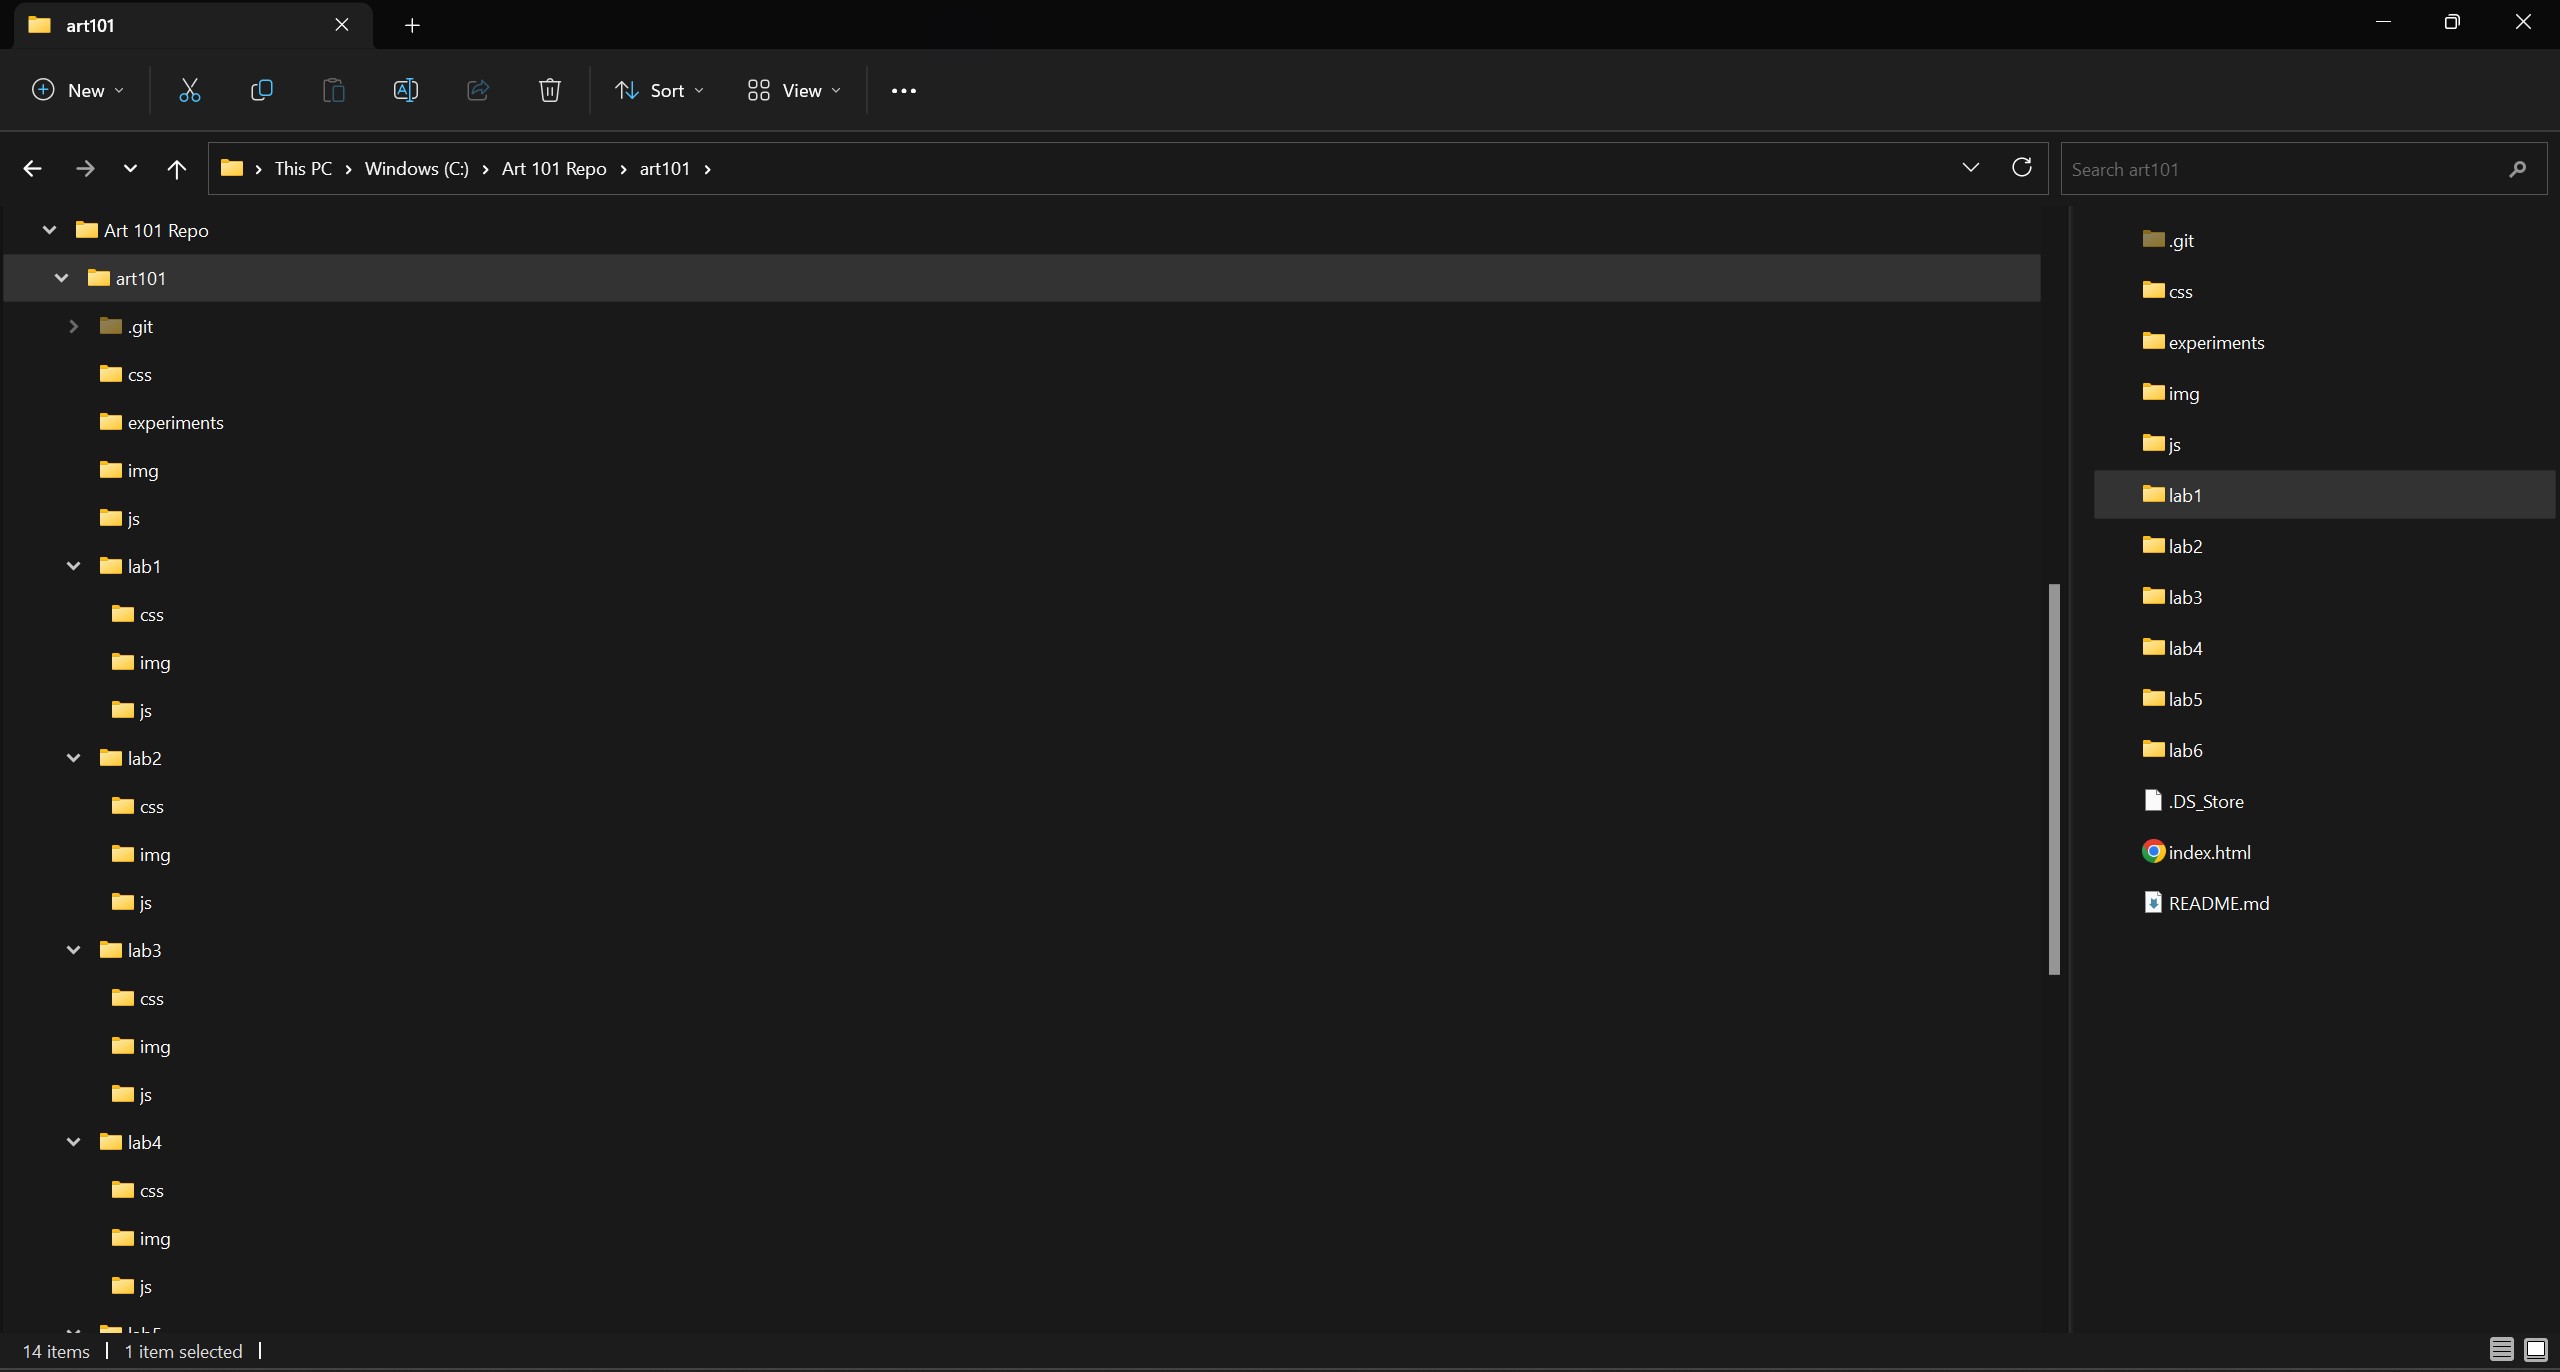 art101
New
Sort
View
This PC > Windows (C:) > Art 101 Repo > art101 >
Search art101
Art 101 Repo
art101
.git
css
experiments
img
js
lab1
css
img
js
lab2
css
img
js
lab3
css
img
js
lab4
css
img
js
lab5
.git
css
experiments
img
js
lab1
lab2
lab3
lab4
lab5
lab6
.DS_Store
index.html
README.md
14 items
1 item selected